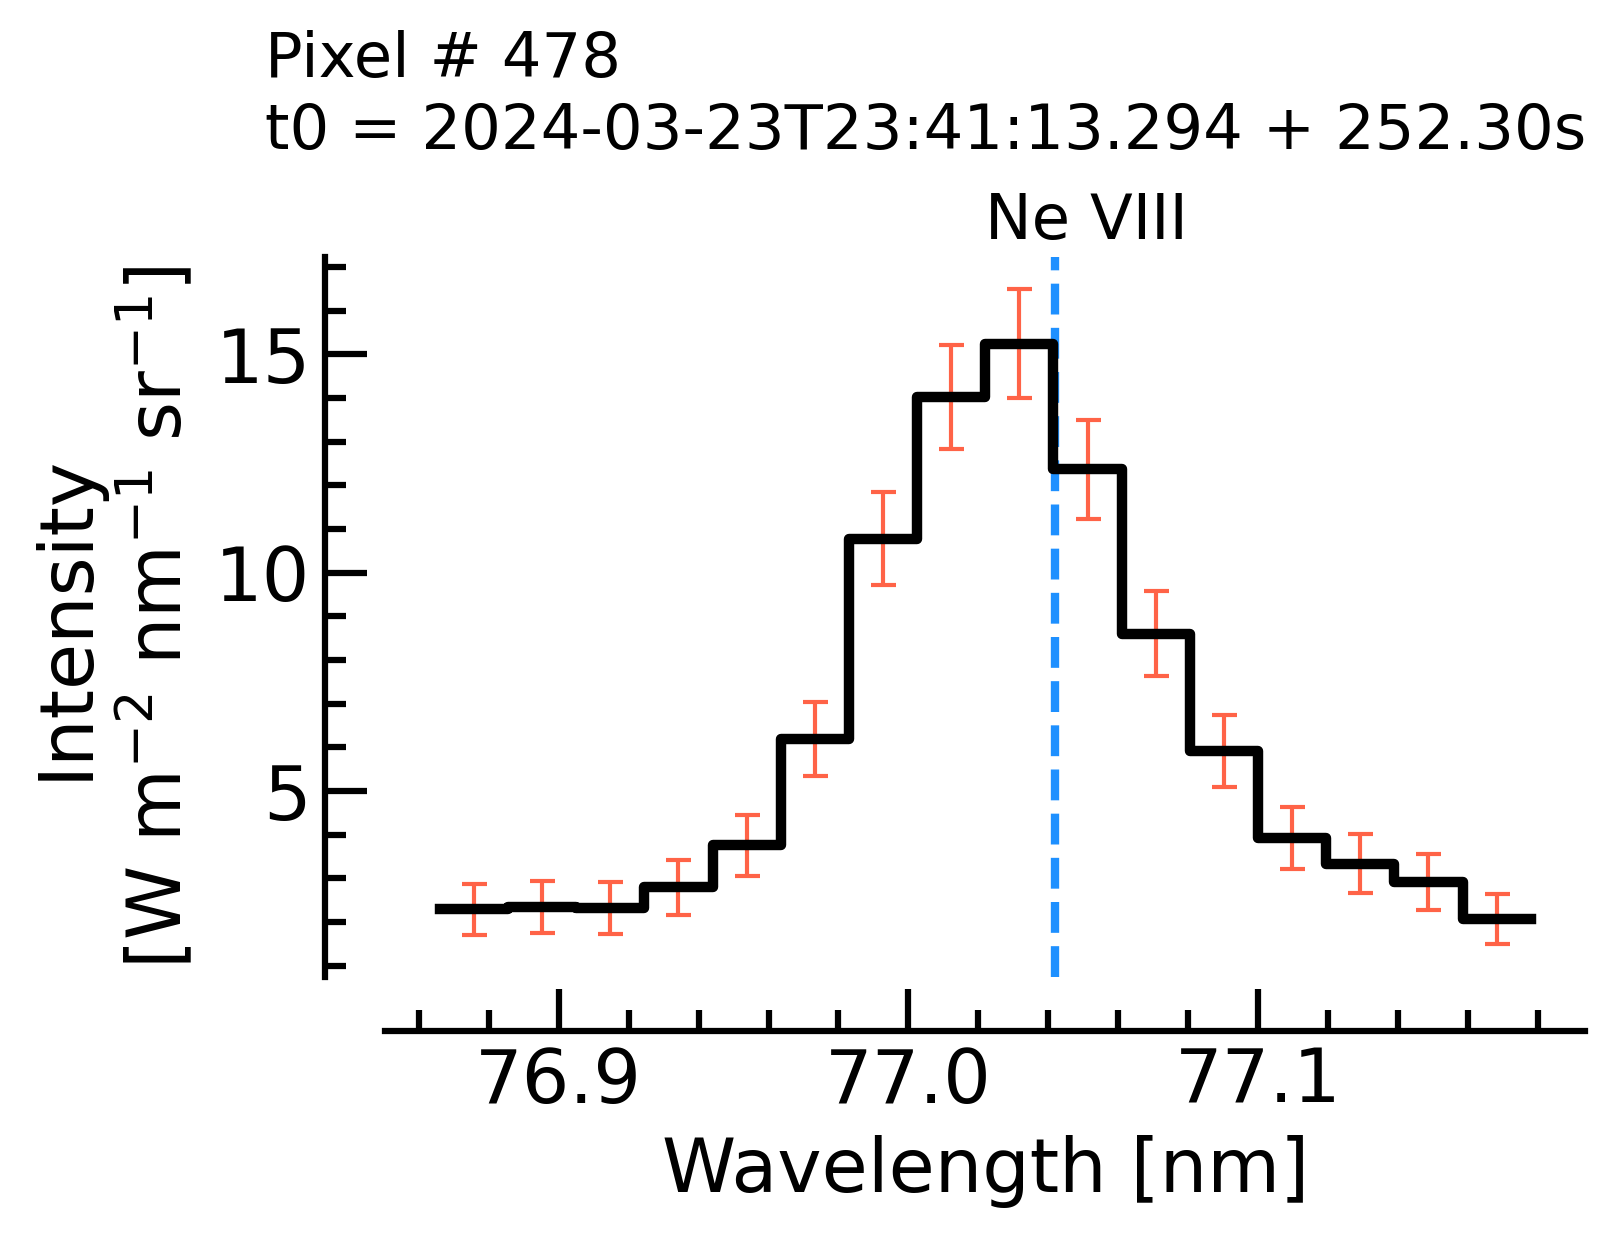 Pixel # 478
t0 = 2024-03-23T23:41:13.294 + 252.30s
Ne VIII
Intensity
[W m⁻² nm⁻¹ sr⁻¹]
15
10
5
76.9 77.0 77.1
Wavelength [nm]